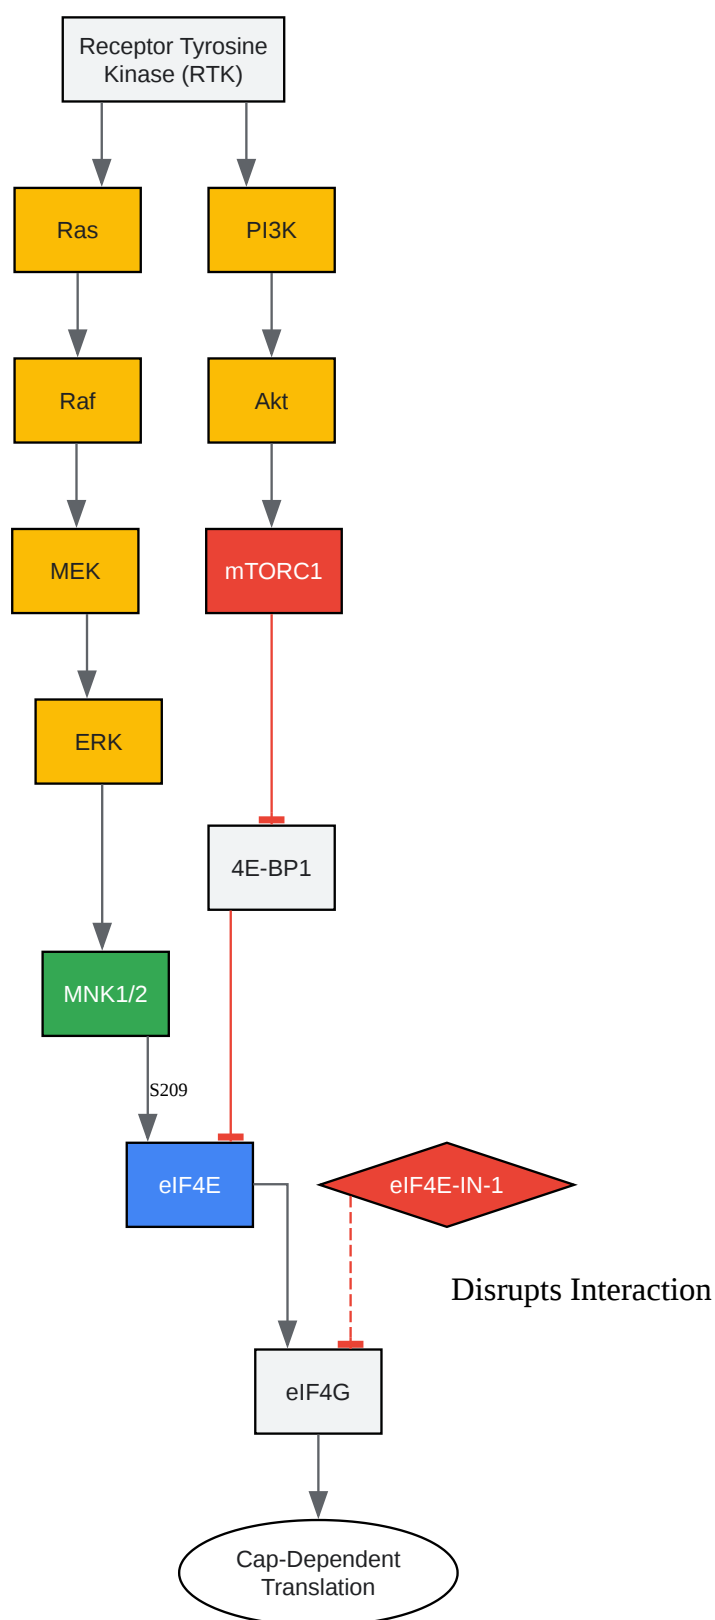 Receptor Tyrosine
Kinase (RTK)
Ras
PI3K
Raf
Akt
MEK
mTORC1
ERK
4E-BP1
MNK1/2
S209
eIF4E
eIF4E-IN-1
Disrupts Interaction
eIF4G
Cap-Dependent
Translation